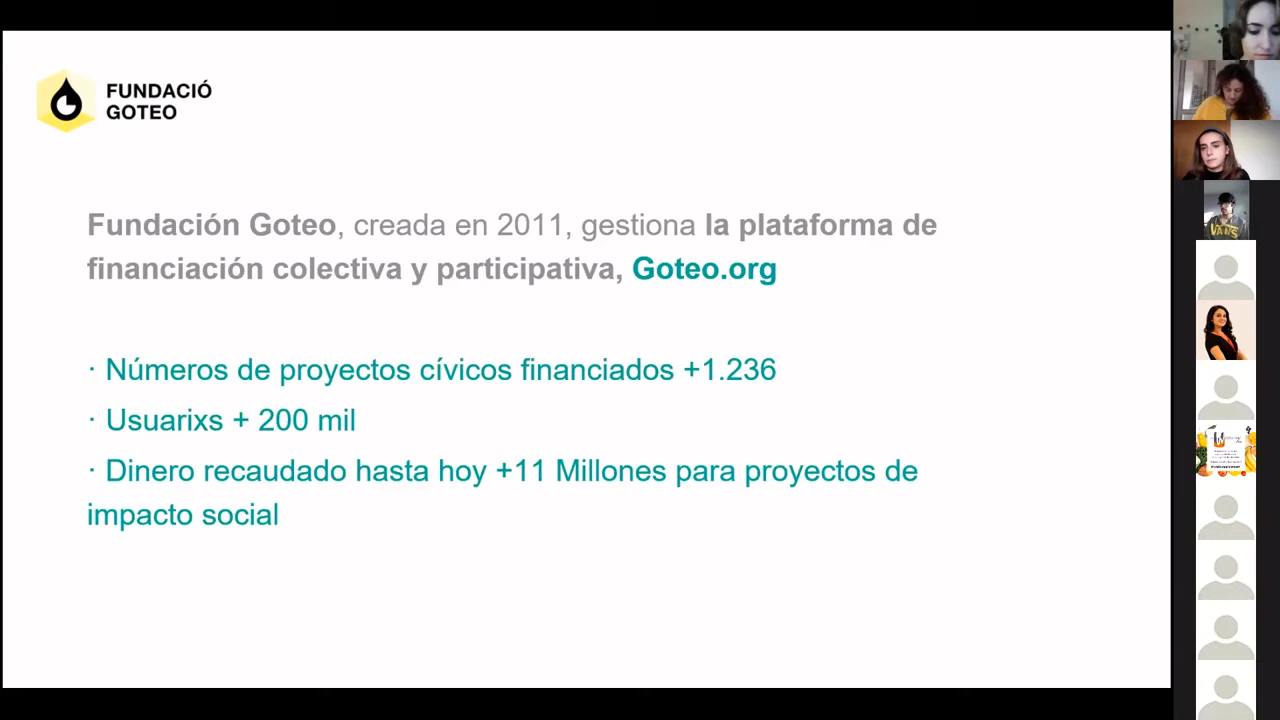 FUNDACIÓ
GOTEO
Fundación Goteo, creada en 2011, gestiona la plataforma de
financiación colectiva y participativa, Goteo.org
· Números de proyectos cívicos financiados +1.236
· Usuarixs + 200 mil
· Dinero recaudado hasta hoy +11 Millones para proyectos de
impacto social
VANS